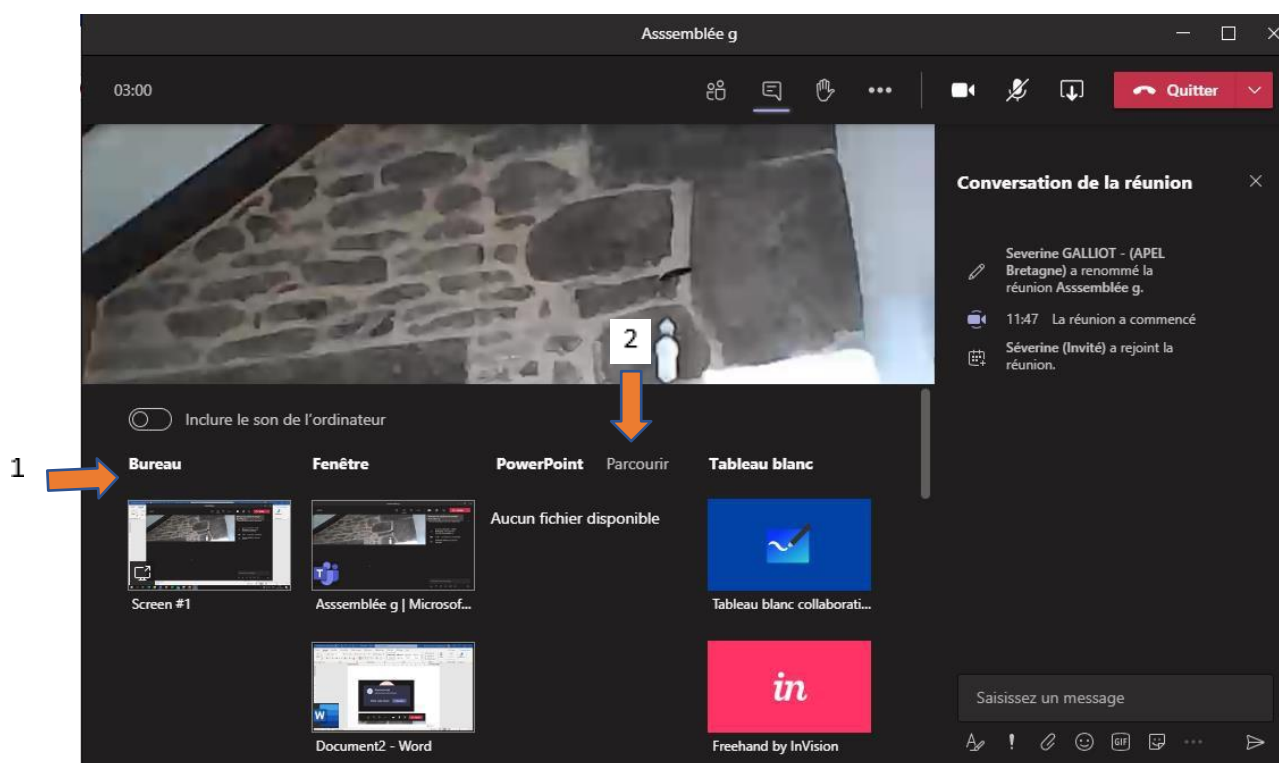 Asssemblée g
03:00
Quitter
Conversation de la réunion
Severine GALLIOT - (APEL
Bretagne) a renommé la
réunion Asssemblée g.
11:47 La réunion a commencé
Séverine (Invité) a rejoint la
réunion.
2
Inclure le son de l'ordinateur
1
Bureau
Fenêtre
PowerPoint Parcourir
Tableau blanc
Aucun fichier disponible
Screen #1
Asssemblée g | Microsof...
Tableau blanc collaborati...
in
Document2 - Word
Freehand by InVision
Saisissez un message
GIF